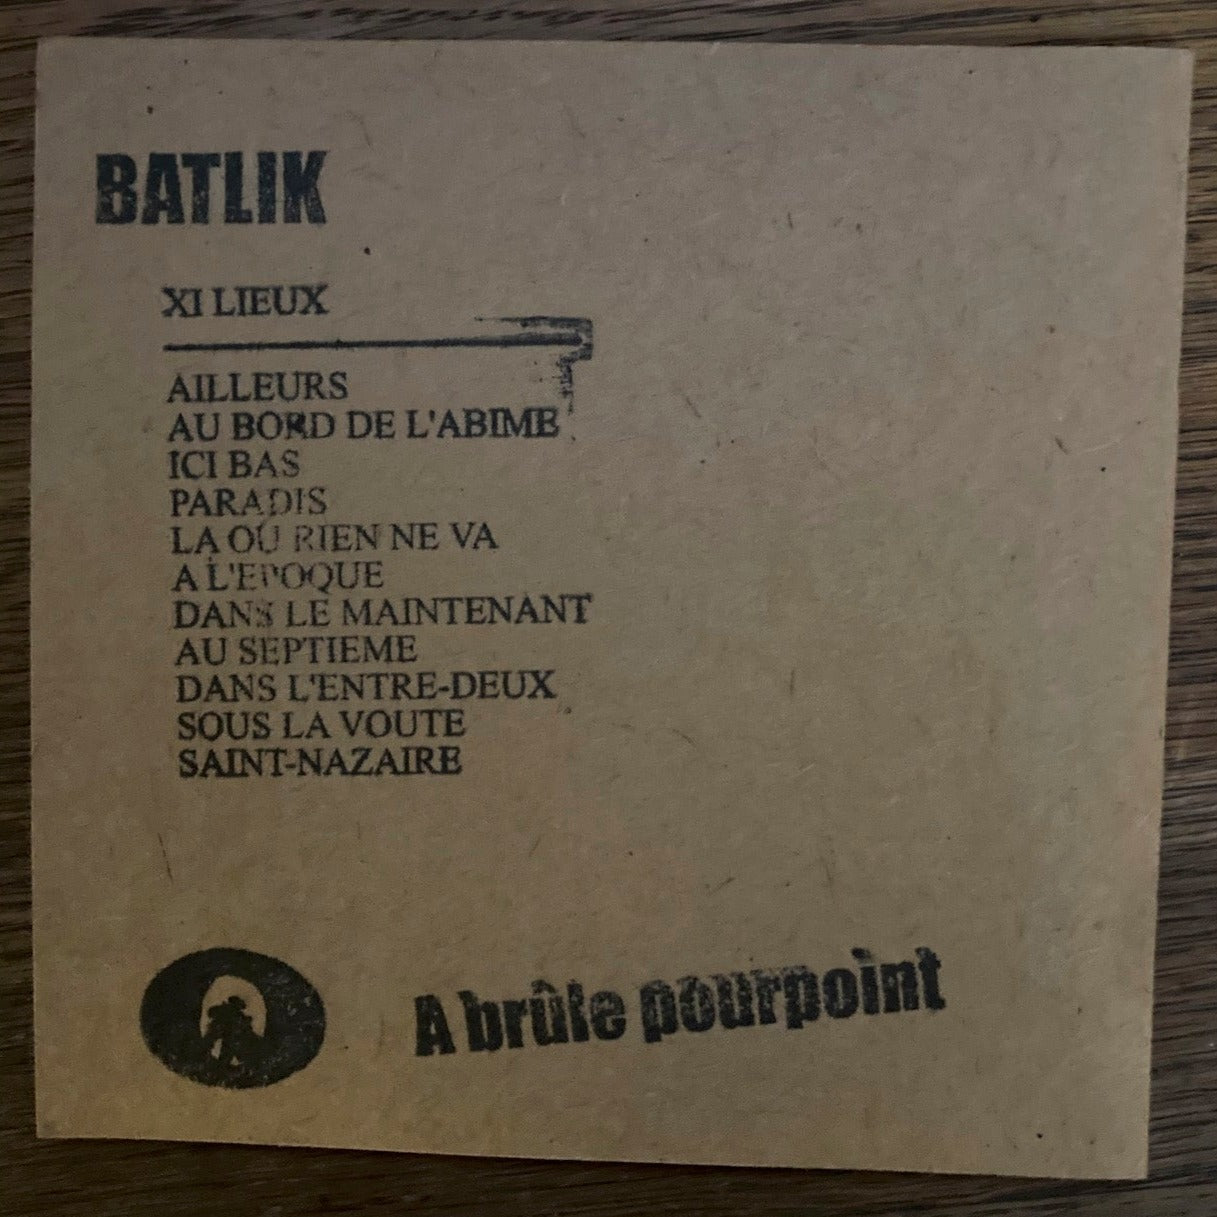 BATLIK
XI LIEUX
AILLEURS
AU BORD DE L'ABIME
ICI BAS
PARADIS
LA OÙ RIEN NE VA
A L'EPOQUE
DANS LE MAINTENANT
AU SEPTIEME
DANS L'ENTRE-DEUX
SOUS LA VOUTE
SAINT-NAZAIRE
A brûle pourpoint